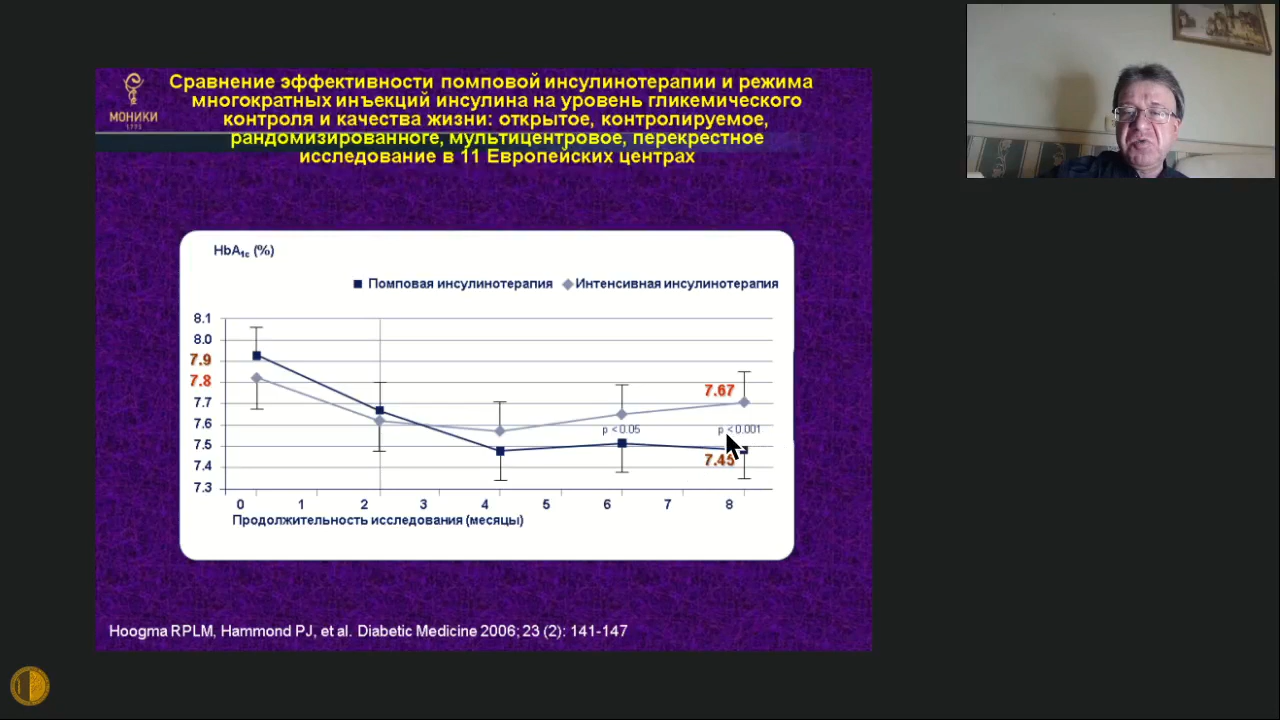 Сравнение эффективности помповой инсулинотерапии и режима
многократных инъекций инсулина на уровень гликемического
контроля и качества жизни: открытое, контролируемое,
рандомизированноге, мультицентровое, перекрестное
исследование в 11 Европейских центрах
МОНИКИ
1775
HbA1c (%)
Помповая инсулинотерапия
Интенсивная инсулинотерапия
8.1
8.0
7.9
7.8
7.7
7.6
7.5
7.4
7.3
7.67
p < 0.05
p < 0.001
7.45
0 1 2 3 4 5 6 7 8
Продолжительность исследования (месяцы)
Hoogma RPLM, Hammond PJ, et al. Diabetic Medicine 2006; 23 (2): 141-147